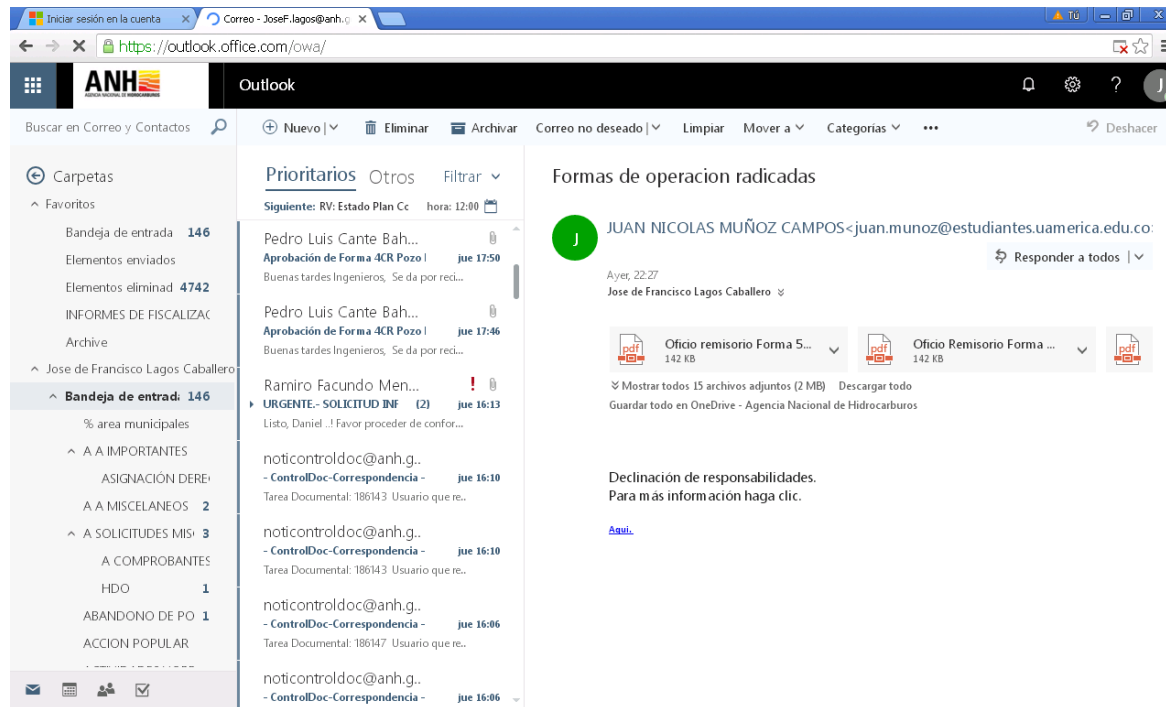 Iniciar sesión en la cuenta
Correo - JoseF.lagos@anh.g
Tú
https://outlook.office.com/owa/
ANH
AGENCIA NACIONAL DE HIDROCARBUROS
Outlook
?
J
Buscar en Correo y Contactos
Nuevo
Eliminar
Archivar
Correo no deseado
Limpiar
Mover a
Categorías
Deshacer
Carpetas
Favoritos
Bandeja de entrada 146
Elementos enviados
Elementos eliminad 4742
INFORMES DE FISCALIZAC
Archive
Jose de Francisco Lagos Caballero
Bandeja de entrada 146
% area municipales
A A IMPORTANTES
ASIGNACIÓN DERE
A A MISCELANEOS 2
A SOLICITUDES MIS 3
A COMPROBANTES
HDO 1
ABANDONO DE PO 1
ACCION POPULAR
Prioritarios Otros Filtrar
Siguiente: RV: Estado Plan Cc hora: 12:00
Pedro Luis Cante Bah...
Aprobación de Forma 4CR Pozo jue 17:50
Buenas tardes Ingenieros, Se da por reci...
Pedro Luis Cante Bah...
Aprobación de Forma 4CR Pozo jue 17:46
Buenas tardes Ingenieros, Se da por reci...
Ramiro Facundo Men... !
URGENTE.- SOLICITUD INF (2) jue 16:13
Listo, Daniel ..! Favor proceder de confor...
noticontroldoc@anh.g..
- ControlDoc-Correspondencia - jue 16:10
Tarea Documental: 186143 Usuario que re..
noticontroldoc@anh.g..
- ControlDoc-Correspondencia - jue 16:10
Tarea Documental: 186143 Usuario que re..
noticontroldoc@anh.g..
- ControlDoc-Correspondencia - jue 16:06
Tarea Documental: 186147 Usuario que re..
noticontroldoc@anh.g..
- ControlDoc-Correspondencia - jue 16:06
Formas de operacion radicadas
J
JUAN NICOLAS MUÑOZ CAMPOS<juan.munoz@estudiantes.uamerica.edu.co
Responder a todos
Ayer, 22:27
Jose de Francisco Lagos Caballero
pdf
Oficio remisorio Forma 5...
142 KB
pdf
Oficio Remisorio Forma ...
142 KB
pdf
Mostrar todos 15 archivos adjuntos (2 MB) Descargar todo
Guardar todo en OneDrive - Agencia Nacional de Hidrocarburos
Declinación de responsabilidades.
Para más información haga clic.
Aqui.